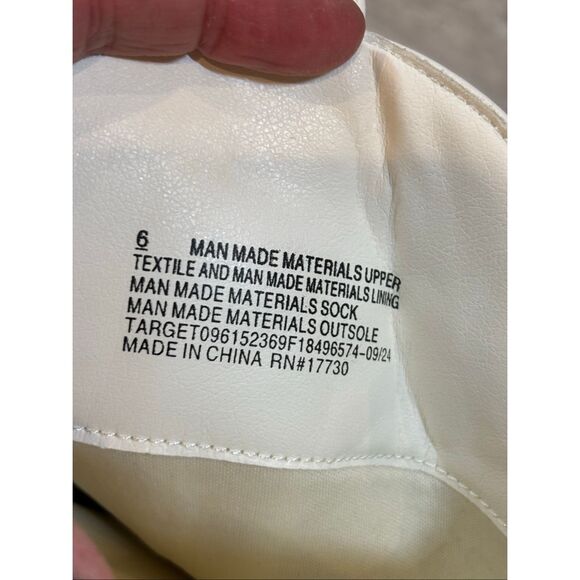 6 MAN MADE MATERIALS UPPER
TEXTILE AND MAN MADE MATERIALS LINING
MAN MADE MATERIALS SOCK
MAN MADE MATERIALS OUTSOLE
TARGET096152369F18496574-09/24
MADE IN CHINA RN#17730